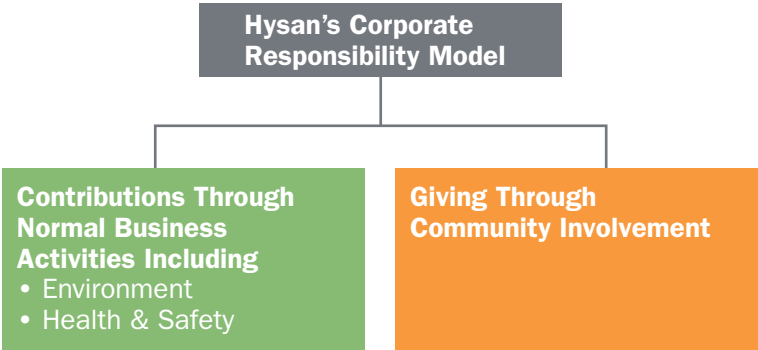 Hysan’s Corporate
Responsibility Model
Contributions Through
Normal Business
Activities Including
• Environment
• Health & Safety
Giving Through
Community Involvement